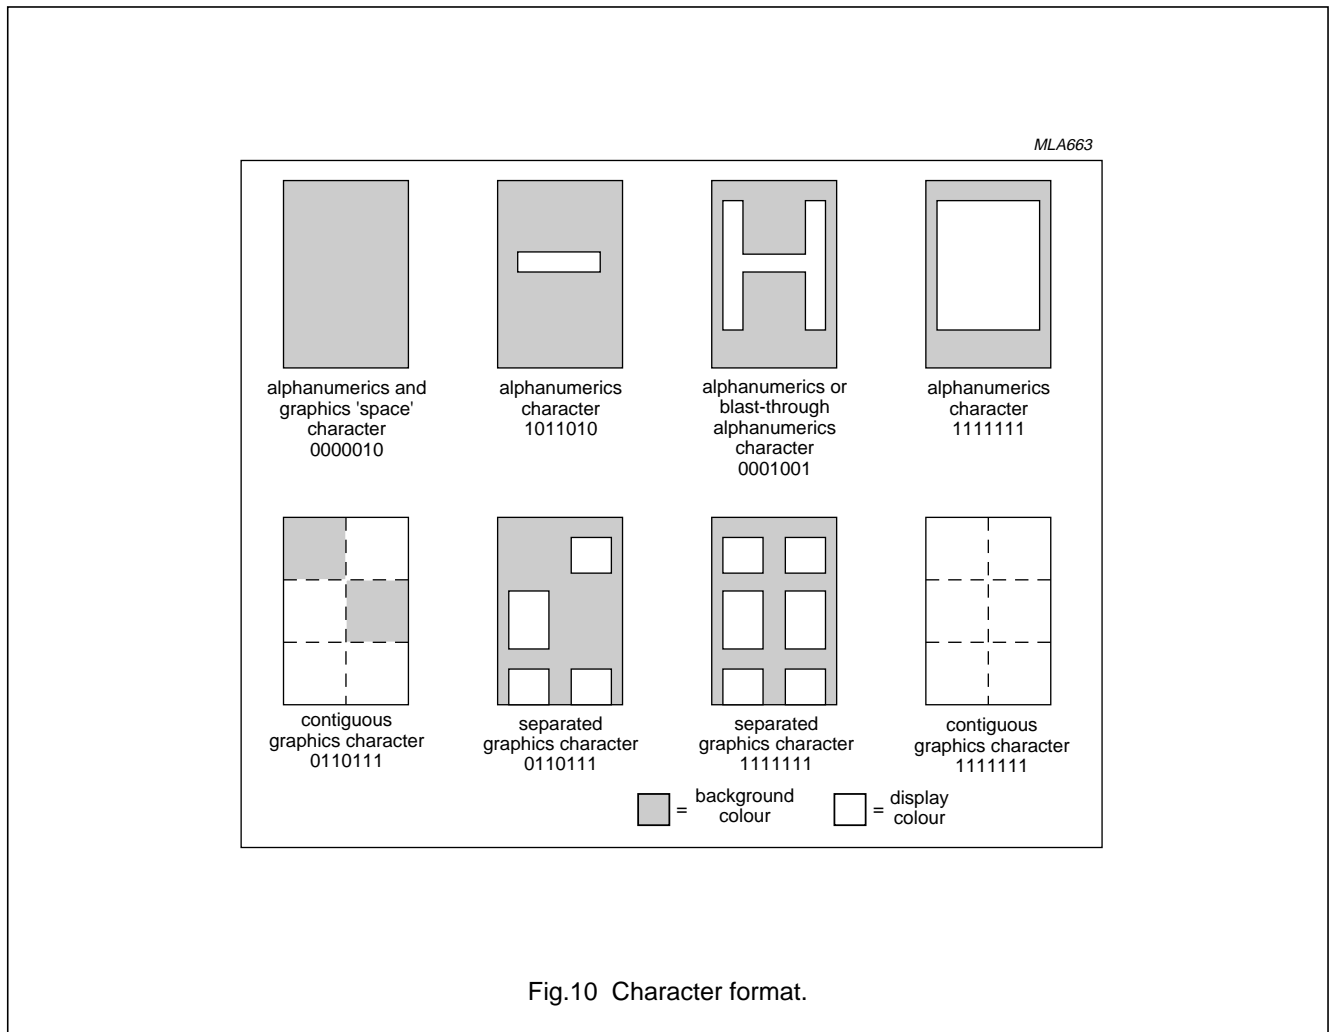 MLA663
alphanumerics and
graphics 'space'
character
0000010
alphanumerics
character
1011010
alphanumerics or
blast-through
alphanumerics
character
0001001
alphanumerics
character
1111111
contiguous
graphics character
0110111
separated
graphics character
0110111
separated
graphics character
1111111
contiguous
graphics character
1111111
= background
colour
= display
colour
Fig.10 Character format.